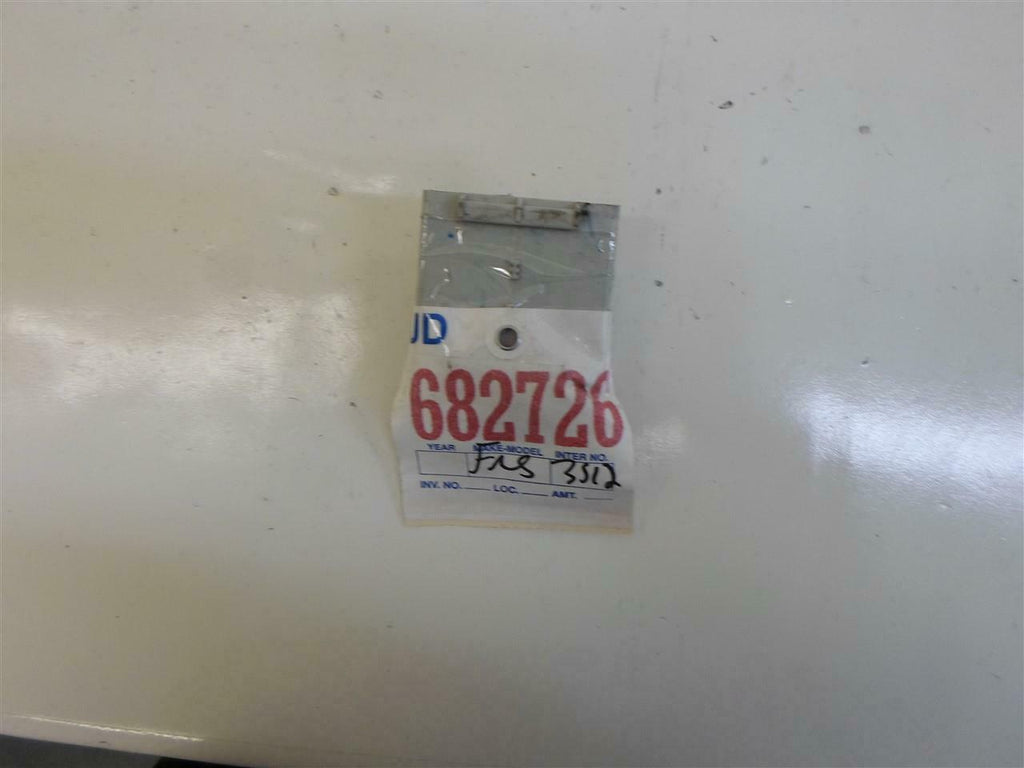 JD
682726
YEAR MAKE-MODEL INTER NO.
3512
INV. NO. LOC. AMT.